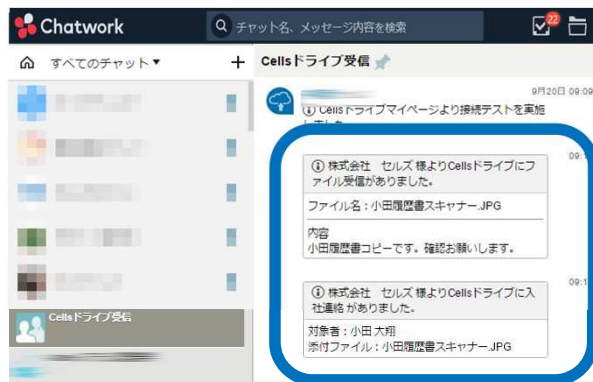 Chatwork
チャット名、メッセージ内容を検索
22
すべてのチャット▼
+
Cellsドライブ受信
9月20日 09:09
Cellsドライブマイページより接続テストを実施
しました
09:1
株式会社 セルズ 様よりCellsドライブにフ
ァイル受信がありました。
ファイル名：小田履歴書スキャナー.JPG
内容
小田履歴書コピーです。確認お願いします。
09:1
株式会社 セルズ 様よりCellsドライブに入
社連絡 がありました。
対象者：小田 大翔
添付ファイル：小田履歴書スキャナー.JPG
Cellsドライブ受信